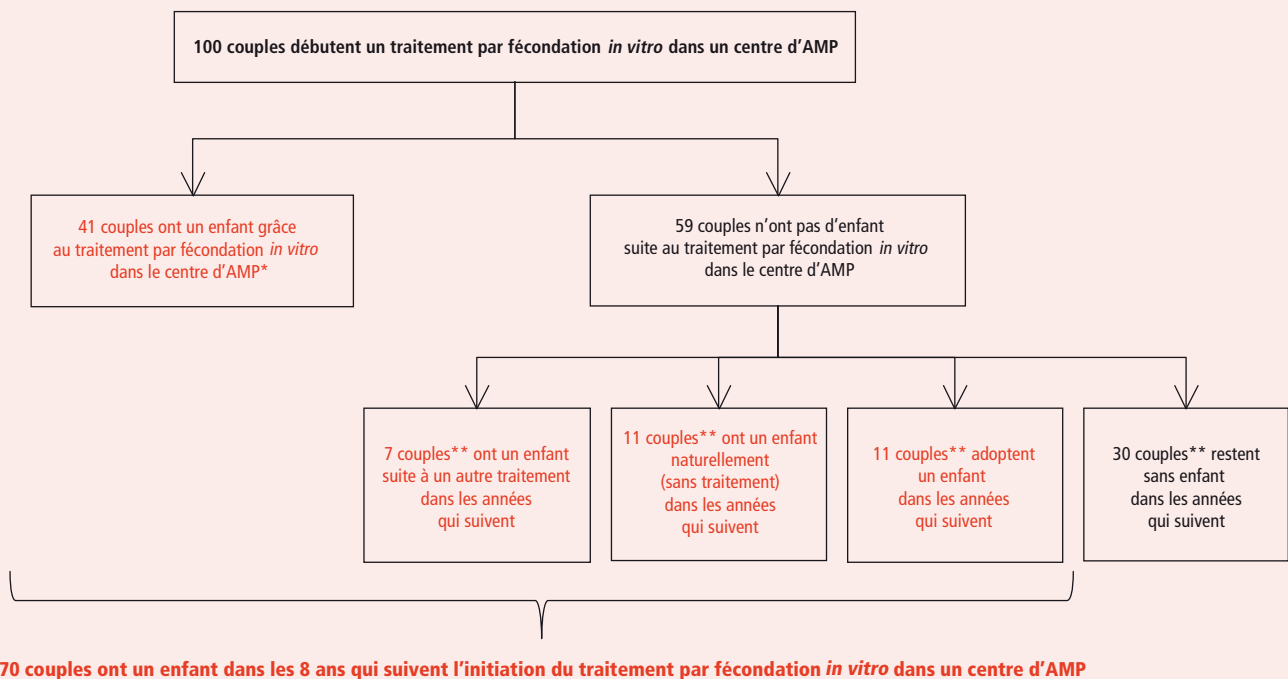 100 couples débutent un traitement par fécondation in vitro dans un centre d’AMP
41 couples ont un enfant grâce
au traitement par fécondation in vitro
dans le centre d’AMP*
59 couples n’ont pas d’enfant
suite au traitement par fécondation in vitro
dans le centre d’AMP
7 couples** ont un enfant
suite à un autre traitement
dans les années
qui suivent
11 couples** ont un enfant
naturellement
(sans traitement)
dans les années
qui suivent
11 couples** adoptent
un enfant
dans les années
qui suivent
30 couples** restent
sans enfant
dans les années
qui suivent
70 couples ont un enfant dans les 8 ans qui suivent l’initiation du traitement par fécondation in vitro dans un centre d’AMP